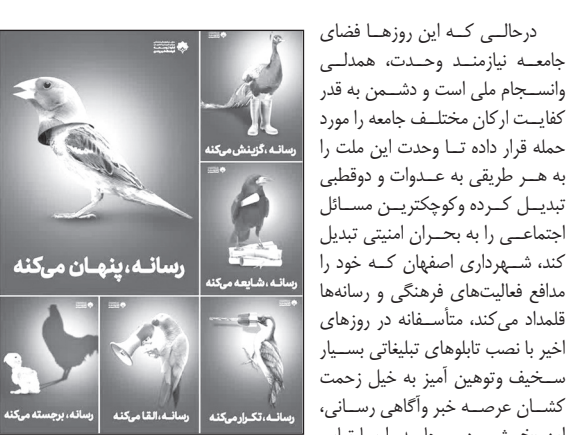 درحالی که این روزها فضای
جامعه نیازمند وحدت، همدلی
وانسجام ملی است و دشمن به قدر
کفایت ارکان مختلف جامعه را مورد
حمله قرار داده تا وحدت این ملت را
به هر طریقی به عدوات و دوقطبی
تبدیل کرده وکوچکترین مسائل
اجتماعی را به بحران امنیتی تبدیل
کند، شهرداری اصفهان که خود را
مدافع فعالیت‌های فرهنگی و رسانه‌ها
قلمداد می‌کند، متأسفانه در روزهای
اخیر با نصب تابلوهای تبلیغاتی بسیار
سخیف وتوهین آمیز به خیل زحمت
کشان عرصه خبر وآگاهی رسانی،
رسانه، گزینش می‌کنه
رسانه، پنهان می‌کنه
رسانه، شایعه می‌کنه
رسانه، تکرار می‌کنه
رسانه، القا می‌کنه
رسانه، برجسته می‌کنه